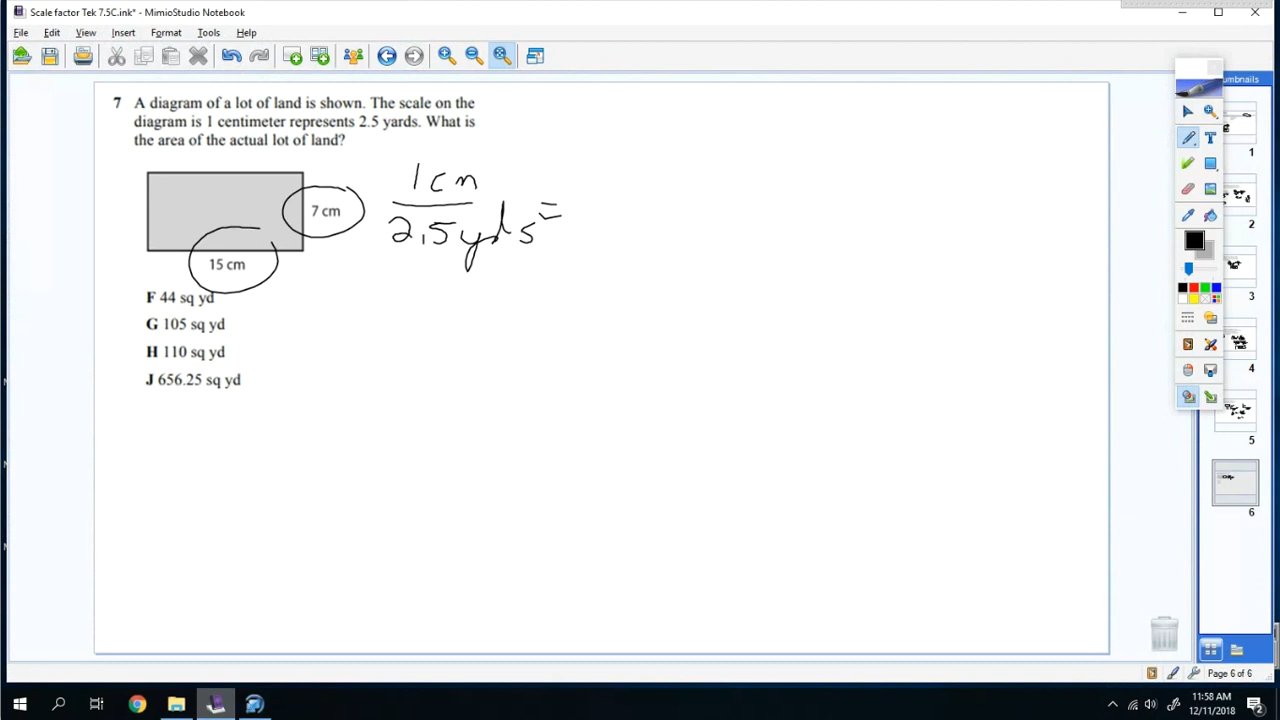 Scale factor Tek 7.5C.ink* - MimioStudio Notebook
File Edit View Insert Format Tools Help
7 A diagram of a lot of land is shown. The scale on the
diagram is 1 centimeter represents 2.5 yards. What is
the area of the actual lot of land?
7 cm
15 cm
1 cm
2.5 yds =
F 44 sq yd
G 105 sq yd
H 110 sq yd
J 656.25 sq yd
umbnails
1
2
3
4
5
6
T
Page 6 of 6
11:58 AM
12/11/2018
2